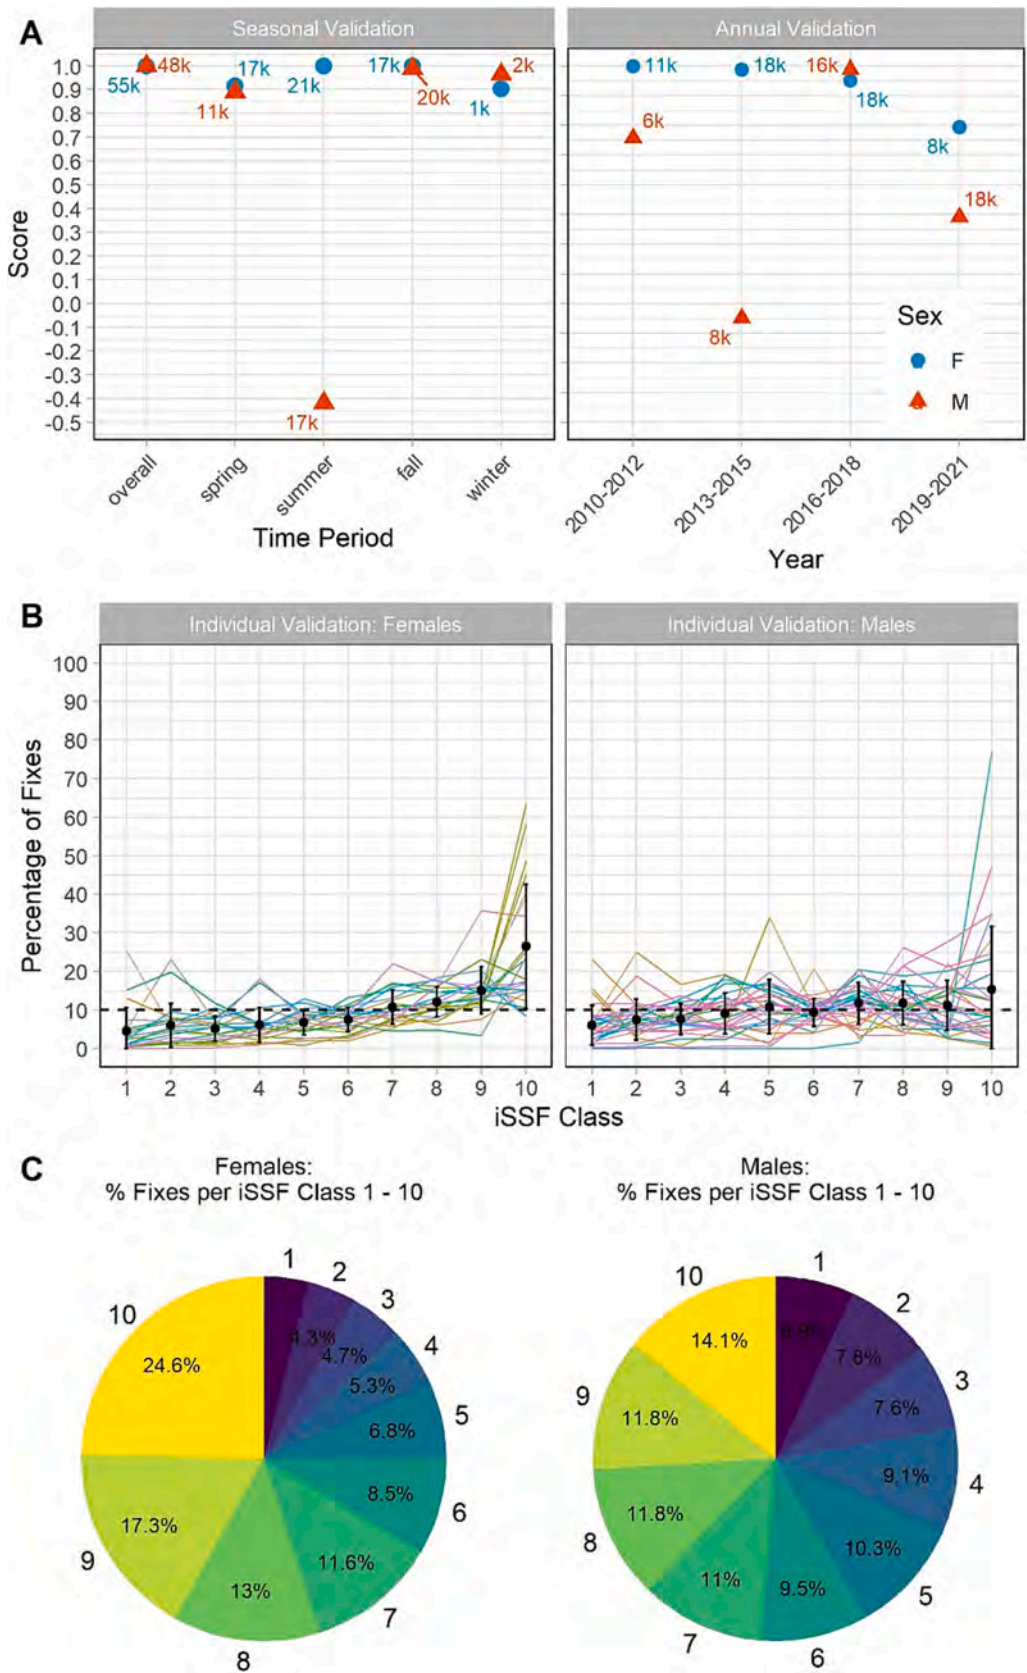 A
Seasonal Validation
Annual Validation
Score
1.0
0.9
0.8
0.7
0.6
0.5
0.4
0.3
0.2
0.1
0.0
-0.1
-0.2
-0.3
-0.4
-0.5
48k
55k
17k
11k
21k
17k
17k
20k
2k
1k
11k
6k
18k
8k
16k
18k
8k
18k
Sex
F
M
overall
spring
summer
fall
winter
2010-2012
2013-2015
2016-2018
2019-2021
Time Period
Year
B
Individual Validation: Females
Individual Validation: Males
Percentage of Fixes
100
90
80
70
60
50
40
30
20
10
0
1 2 3 4 5 6 7 8 9 10
1 2 3 4 5 6 7 8 9 10
iSSF Class
C
Females:
% Fixes per iSSF Class 1 - 10
Males:
% Fixes per iSSF Class 1 - 10
1
2
3
4
5
6
7
8
9
10
4.3%
4.7%
5.3%
6.8%
8.5%
11.6%
13%
17.3%
24.6%
1
2
3
4
5
6
7
8
9
10
7.8%
7.6%
9.1%
10.3%
9.5%
11%
11.8%
11.8%
14.1%